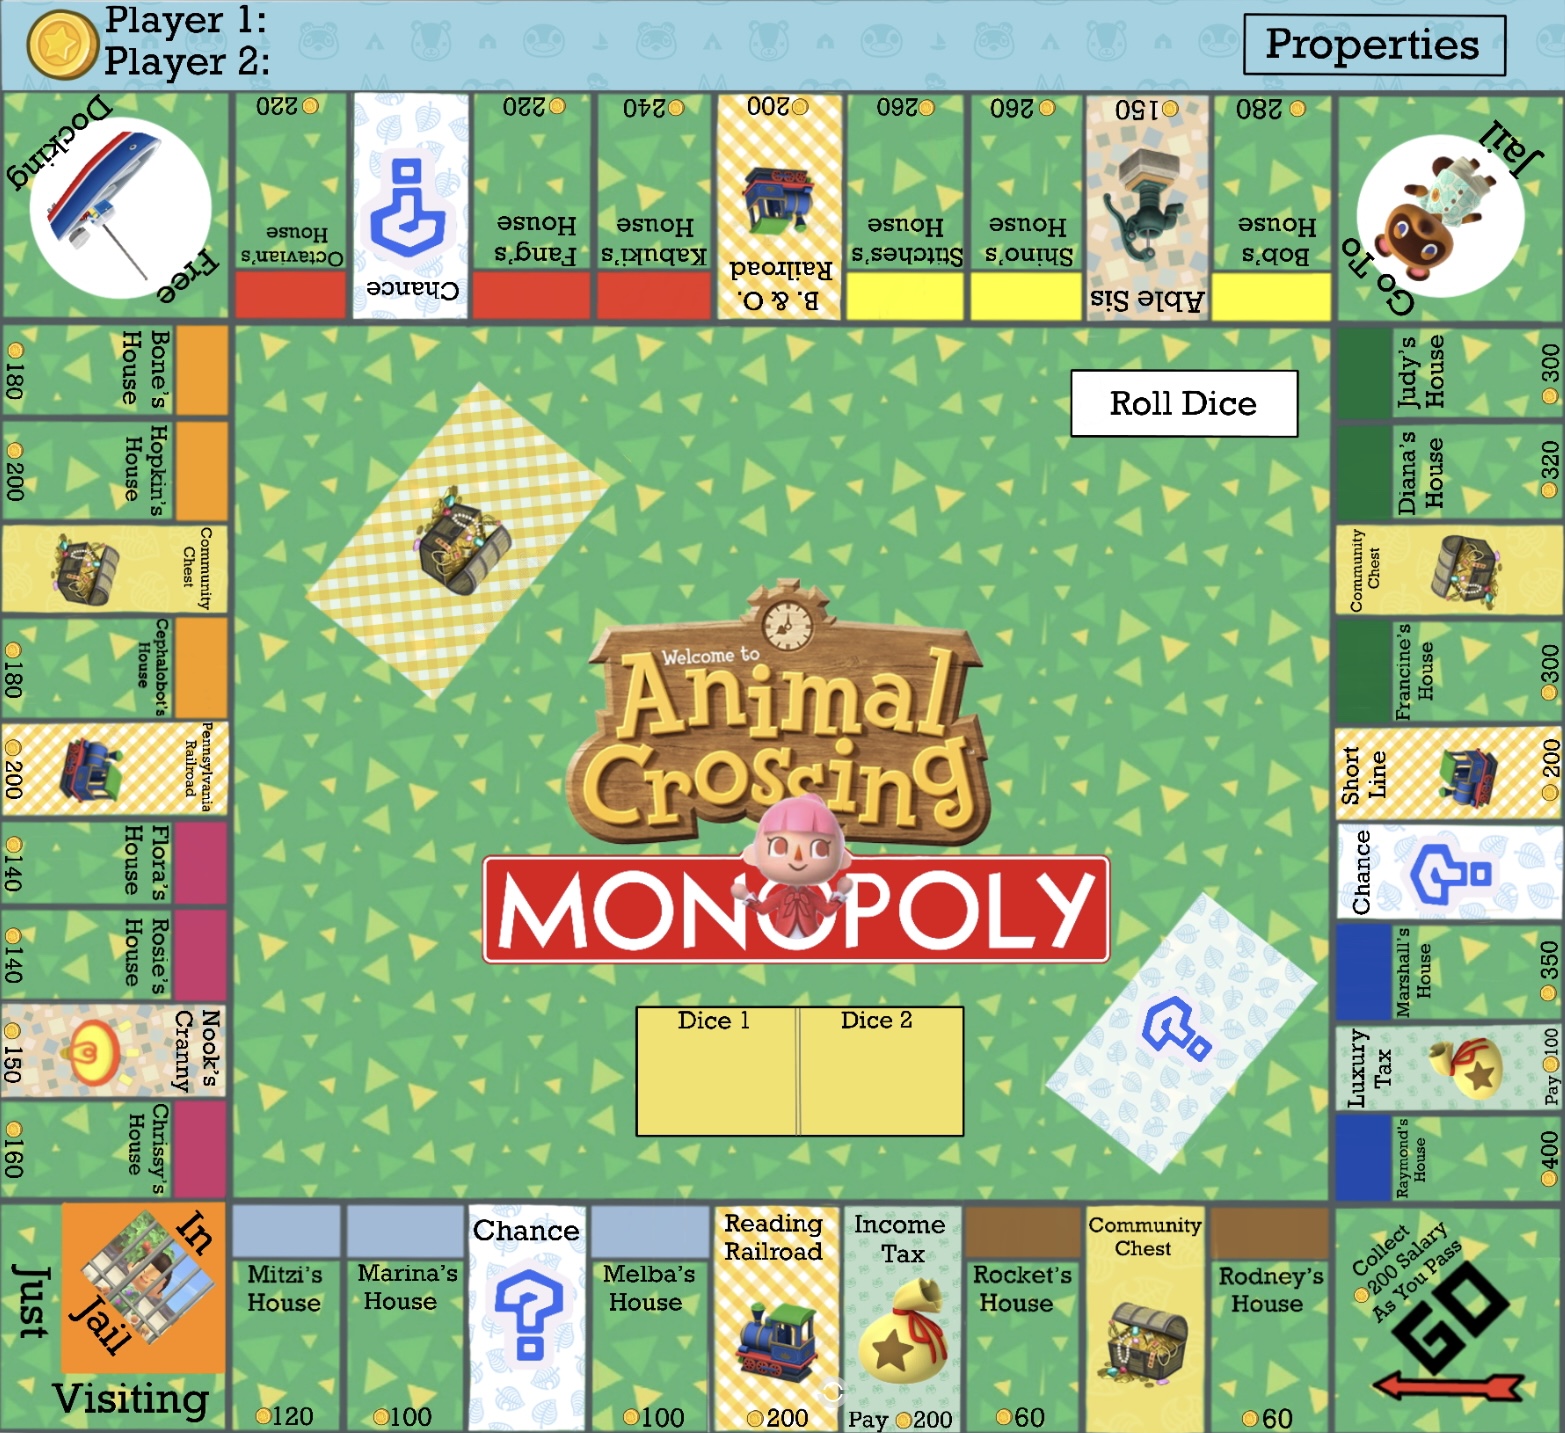 Player 1:
Player 2:
Properties
Free
Docking
Octavian's
House
220
Chance
Fang's
House
220
Kabuki's
House
240
B. & O.
Railroad
200
Stitches's
House
260
Shino's
House
260
Able Sis
150
Bob's
House
280
Go To
Jail
Bone's
House
180
Hopkin's
House
200
Community
Chest
Cephalobot's
House
180
Pennsylvania
Railroad
200
Flora's
House
140
Rosie's
House
140
Nook's
Cranny
150
Chrissy's
House
160
Roll Dice
Welcome to
Animal
Crossing
MONOPOLY
Dice 1
Dice 2
Judy's
House
300
Diana's
House
320
Community
Chest
Francine's
House
300
Short
Line
200
Chance
Marshall's
House
350
Luxury
Tax
Pay 100
Raymond's
House
400
In
Jail
Just
Visiting
Mitzi's
House
120
Marina's
House
100
Chance
Melba's
House
100
Reading
Railroad
200
Income
Tax
Pay 200
Rocket's
House
60
Community
Chest
Rodney's
House
60
Collect
200 Salary
As You Pass
GO